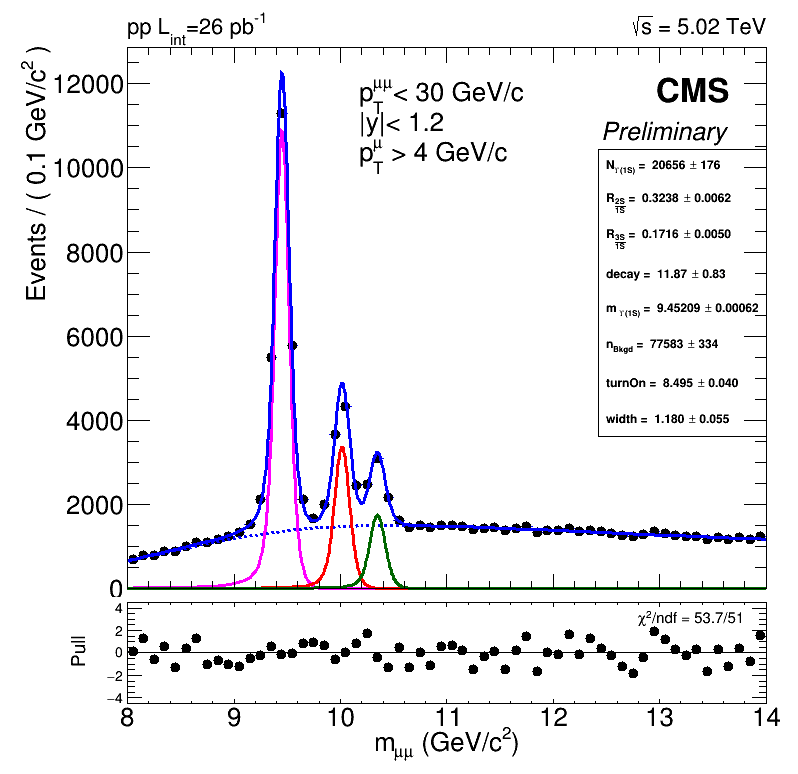 pp L_int=26 pb⁻¹
√s = 5.02 TeV
Events / ( 0.1 GeV/c² )
12000
10000
8000
6000
4000
2000
0
p_T^μμ < 30 GeV/c
|y| < 1.2
p_T^μ > 4 GeV/c
CMS
Preliminary
N_ϒ(1S) = 20656 ± 176
R_2S/1S = 0.3238 ± 0.0062
R_3S/1S = 0.1716 ± 0.0050
decay = 11.87 ± 0.83
m_ϒ(1S) = 9.45209 ± 0.00062
n_Bkgd = 77583 ± 334
turnOn = 8.495 ± 0.040
width = 1.180 ± 0.055
Pull
4
2
0
−2
−4
χ²/ndf = 53.7/51
8 9 10 11 12 13 14
m_μμ (GeV/c²)